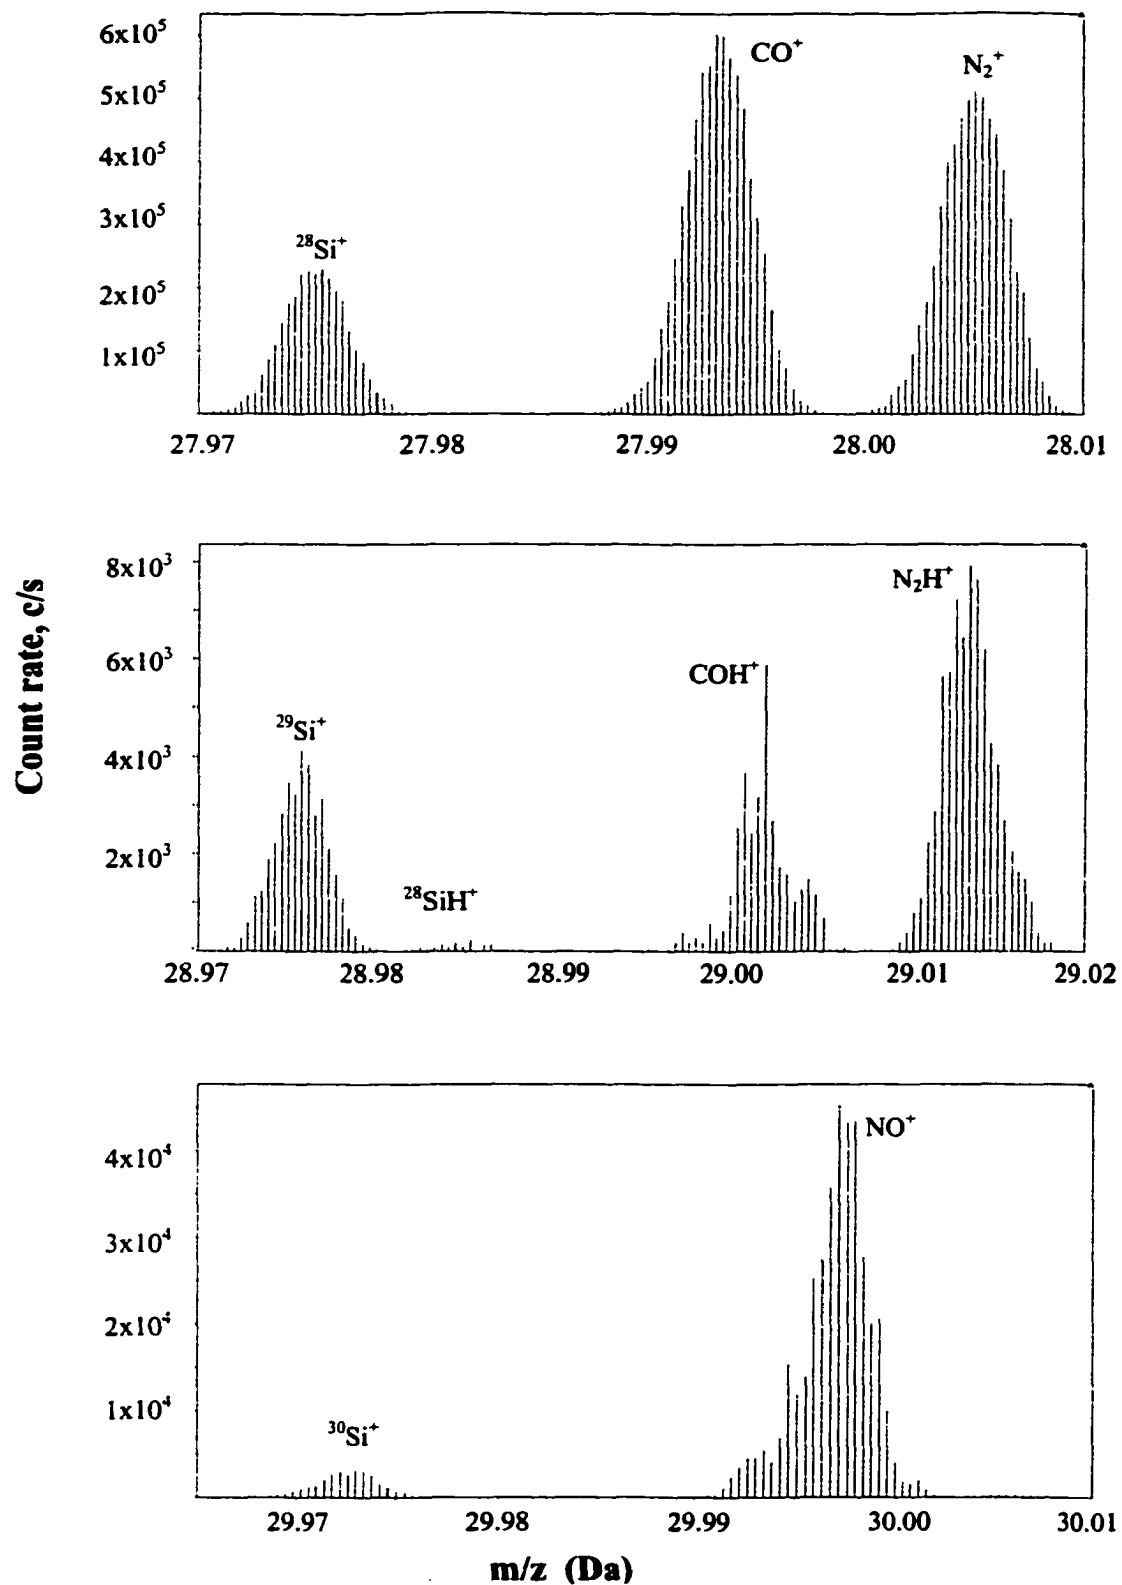 6x10⁵
CO⁺
N₂⁺
5x10⁵
4x10⁵
3x10⁵
²⁸Si⁺
2x10⁵
1x10⁵
27.97 27.98 27.99 28.00 28.01
Count rate, c/s
8x10³
N₂H⁺
6x10³
COH⁺
²⁹Si⁺
4x10³
2x10³
²⁸SiH⁺
28.97 28.98 28.99 29.00 29.01 29.02
NO⁺
4x10⁴
3x10⁴
2x10⁴
1x10⁴
³⁰Si⁺
29.97 29.98 29.99 30.00 30.01
m/z (Da)